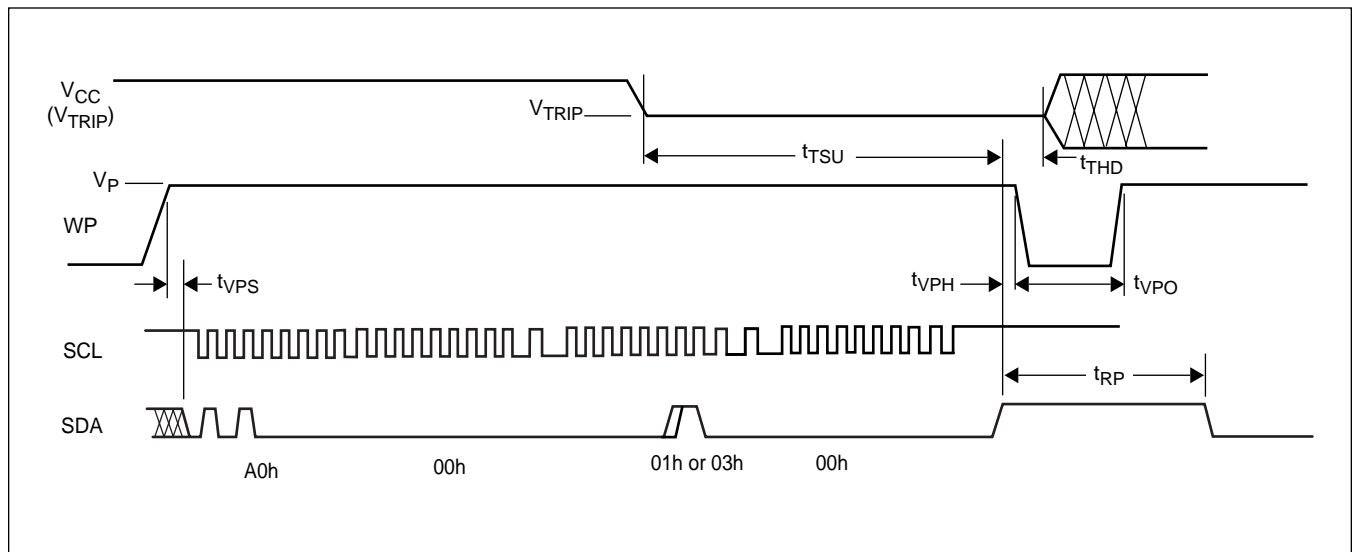 VCC
(VTRIP)
VTRIP
tTSU
tTHD
VP
WP
tVPS
tVPH
tVPO
SCL
tRP
SDA
A0h
00h
01h or 03h
00h